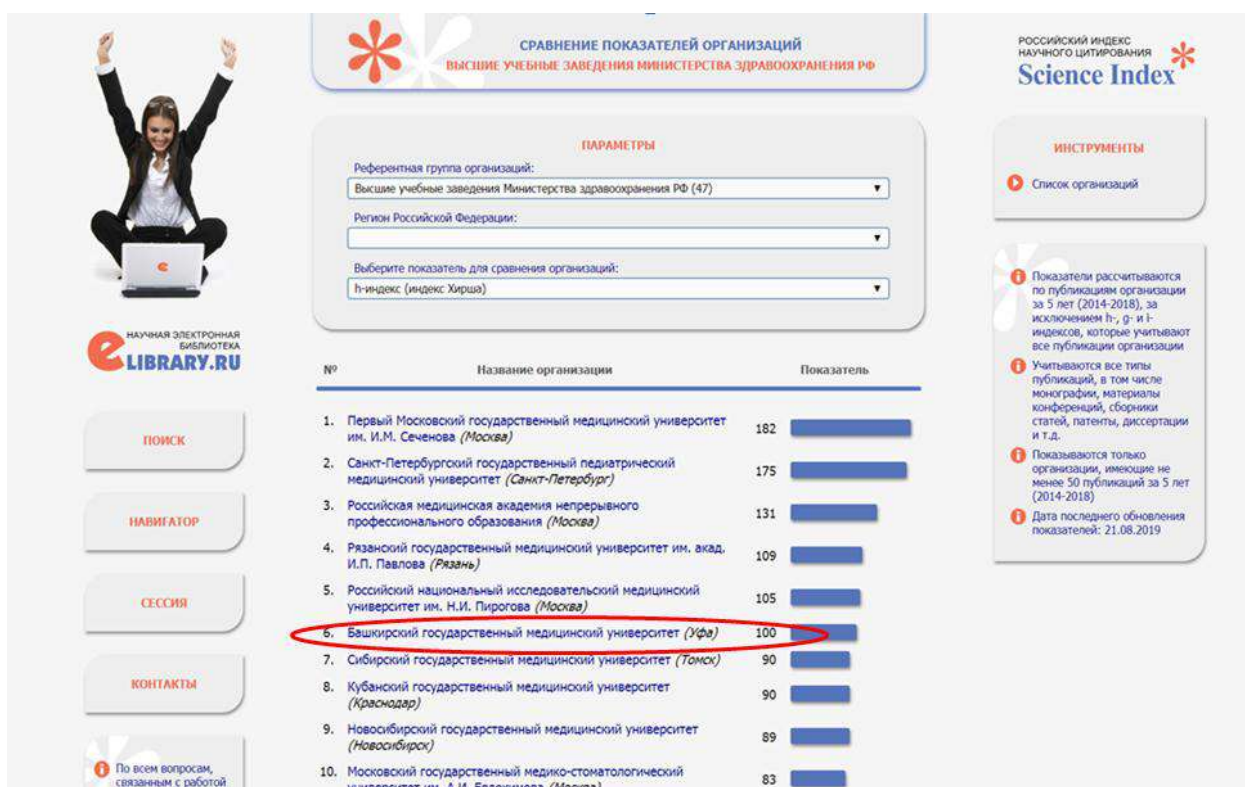 СРАВНЕНИЕ ПОКАЗАТЕЛЕЙ ОРГАНИЗАЦИЙ
ВЫСШИЕ УЧЕБНЫЕ ЗАВЕДЕНИЯ МИНИСТЕРСТВА ЗДРАВООХРАНЕНИЯ РФ
РОССИЙСКИЙ ИНДЕКС
НАУЧНОГО ЦИТИРОВАНИЯ
Science Index
ПАРАМЕТРЫ
Референтная группа организаций:
Высшие учебные заведения Министерства здравоохранения РФ (47)
Регион Российской Федерации:
Выберите показатель для сравнения организаций:
h-индекс (индекс Хирша)
ИНСТРУМЕНТЫ
Список организаций
Показатели рассчитываются
по публикациям организации
за 5 лет (2014-2018), за
исключением h-, g- и i-
индексов, которые учитывают
все публикации организации
Учитываются все типы
публикаций, в том числе
монографии, материалы
конференций, сборники
статей, патенты, диссертации
и т.д.
Показываются только
организации, имеющие не
менее 50 публикаций за 5 лет
(2014-2018)
Дата последнего обновления
показателей: 21.08.2019
НАУЧНАЯ ЭЛЕКТРОННАЯ
БИБЛИОТЕКА
eLIBRARY.RU
ПОИСК
НАВИГАТОР
СЕССИЯ
КОНТАКТЫ
По всем вопросам,
связанным с работой
№ Название организации Показатель
1. Первый Московский государственный медицинский университет
им. И.М. Сеченова (Москва) 182
2. Санкт-Петербургский государственный педиатрический
медицинский университет (Санкт-Петербург) 175
3. Российская медицинская академия непрерывного
профессионального образования (Москва) 131
4. Рязанский государственный медицинский университет им. акад.
И.П. Павлова (Рязань) 109
5. Российский национальный исследовательский медицинский
университет им. Н.И. Пирогова (Москва) 105
6. Башкирский государственный медицинский университет (Уфа) 100
7. Сибирский государственный медицинский университет (Томск) 90
8. Кубанский государственный медицинский университет
(Краснодар) 90
9. Новосибирский государственный медицинский университет
(Новосибирск) 89
10. Московский государственный медико-стоматологический
университет им. А.И. Евдокимова (Москва) 83